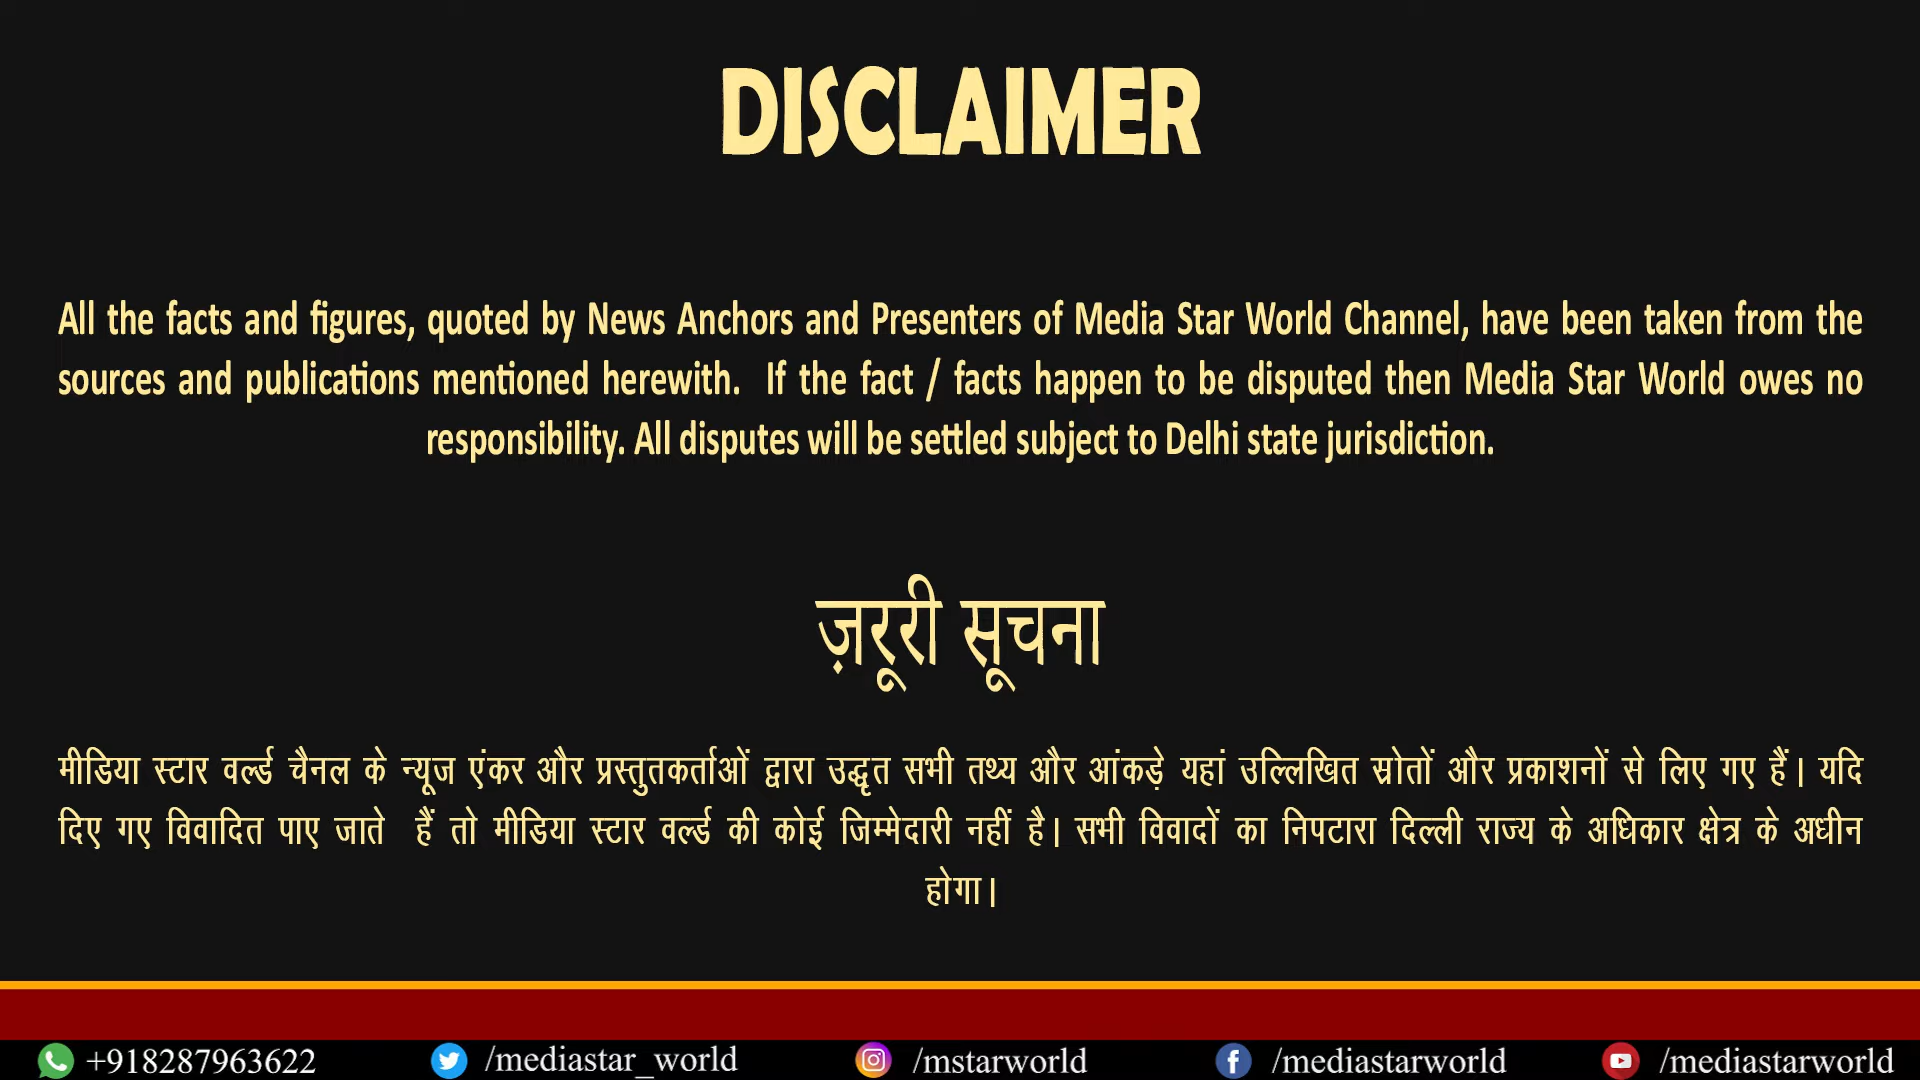 DISCLAIMER
All the facts and figures, quoted by News Anchors and Presenters of Media Star World Channel, have been taken from the
sources and publications mentioned herewith. If the fact / facts happen to be disputed then Media Star World owes no
responsibility. All disputes will be settled subject to Delhi state jurisdiction.
ज़रूरी सूचना
मीडिया स्टार वर्ल्ड चैनल के न्यूज एंकर और प्रस्तुतकर्ताओं द्वारा उद्धृत सभी तथ्य और आंकड़े यहां उल्लिखित स्रोतों और प्रकाशनों से लिए गए हैं। यदि
दिए गए विवादित पाए जाते हैं तो मीडिया स्टार वर्ल्ड की कोई जिम्मेदारी नहीं है। सभी विवादों का निपटारा दिल्ली राज्य के अधिकार क्षेत्र के अधीन
होगा।
+918287963622 /mediastar_world /mstarworld /mediastarworld /mediastarworld